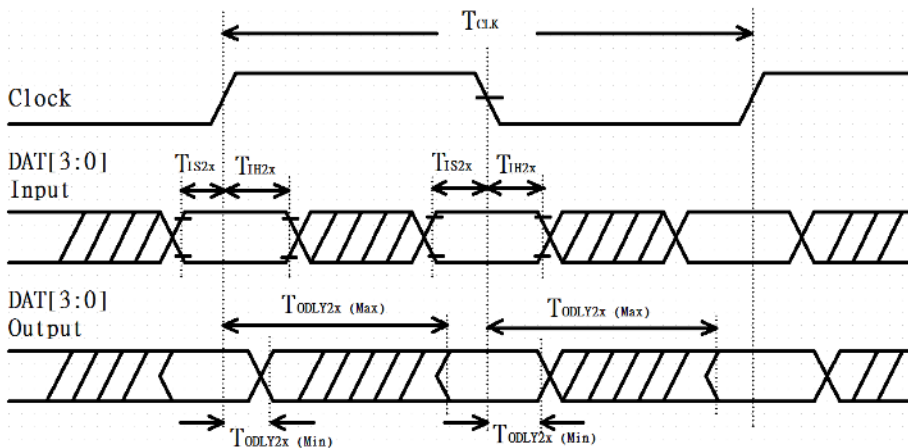 TCLK
Clock
DAT[3:0]
Input
TIS2x
TIH2x
TIS2x
TIH2x
DAT[3:0]
Output
TODLY2x (Max)
TODLY2x (Max)
TODLY2x (Min)
TODLY2x (Min)